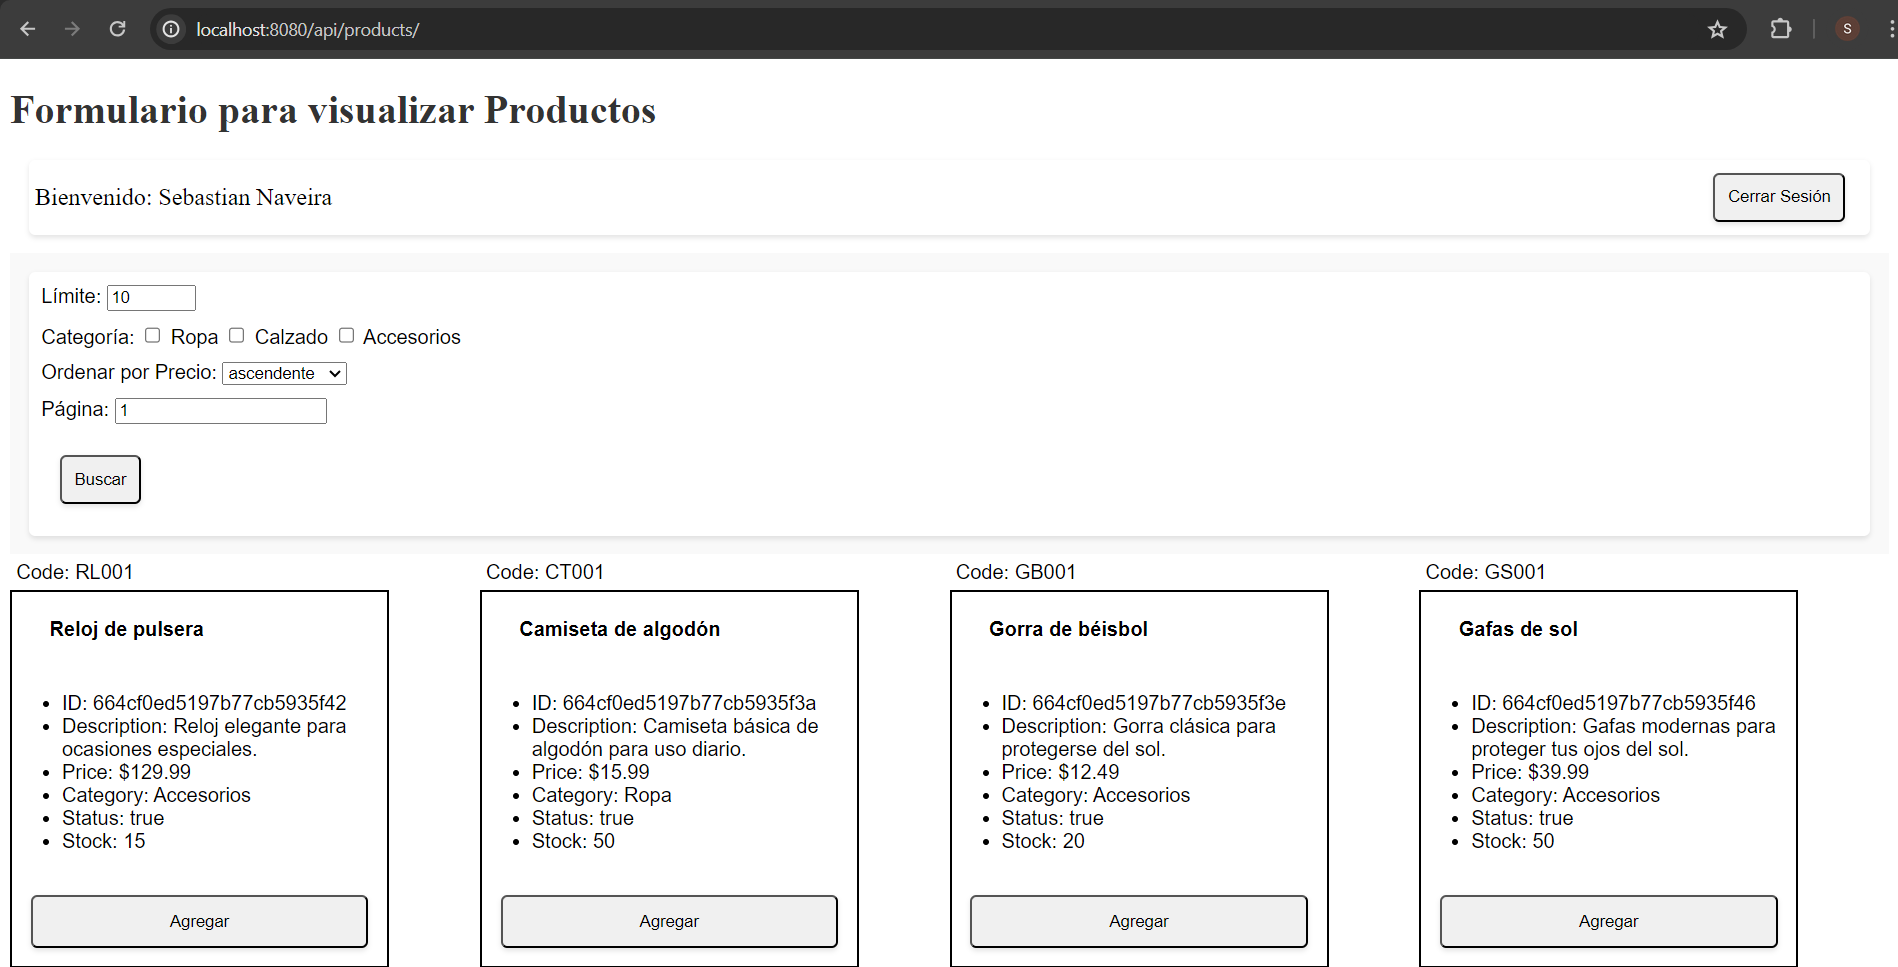 localhost:8080/api/products/
S
Formulario para visualizar Productos
Bienvenido: Sebastian Naveira
Cerrar Sesión
Límite: 10
Categoría: Ropa Calzado Accesorios
Ordenar por Precio: ascendente
Página: 1
Buscar
Code: RL001
Reloj de pulsera
ID: 664cf0ed5197b77cb5935f42
Description: Reloj elegante para
ocasiones especiales.
Price: $129.99
Category: Accesorios
Status: true
Stock: 15
Agregar
Code: CT001
Camiseta de algodón
ID: 664cf0ed5197b77cb5935f3a
Description: Camiseta básica de
algodón para uso diario.
Price: $15.99
Category: Ropa
Status: true
Stock: 50
Agregar
Code: GB001
Gorra de béisbol
ID: 664cf0ed5197b77cb5935f3e
Description: Gorra clásica para
protegerse del sol.
Price: $12.49
Category: Accesorios
Status: true
Stock: 20
Agregar
Code: GS001
Gafas de sol
ID: 664cf0ed5197b77cb5935f46
Description: Gafas modernas para
proteger tus ojos del sol.
Price: $39.99
Category: Accesorios
Status: true
Stock: 50
Agregar